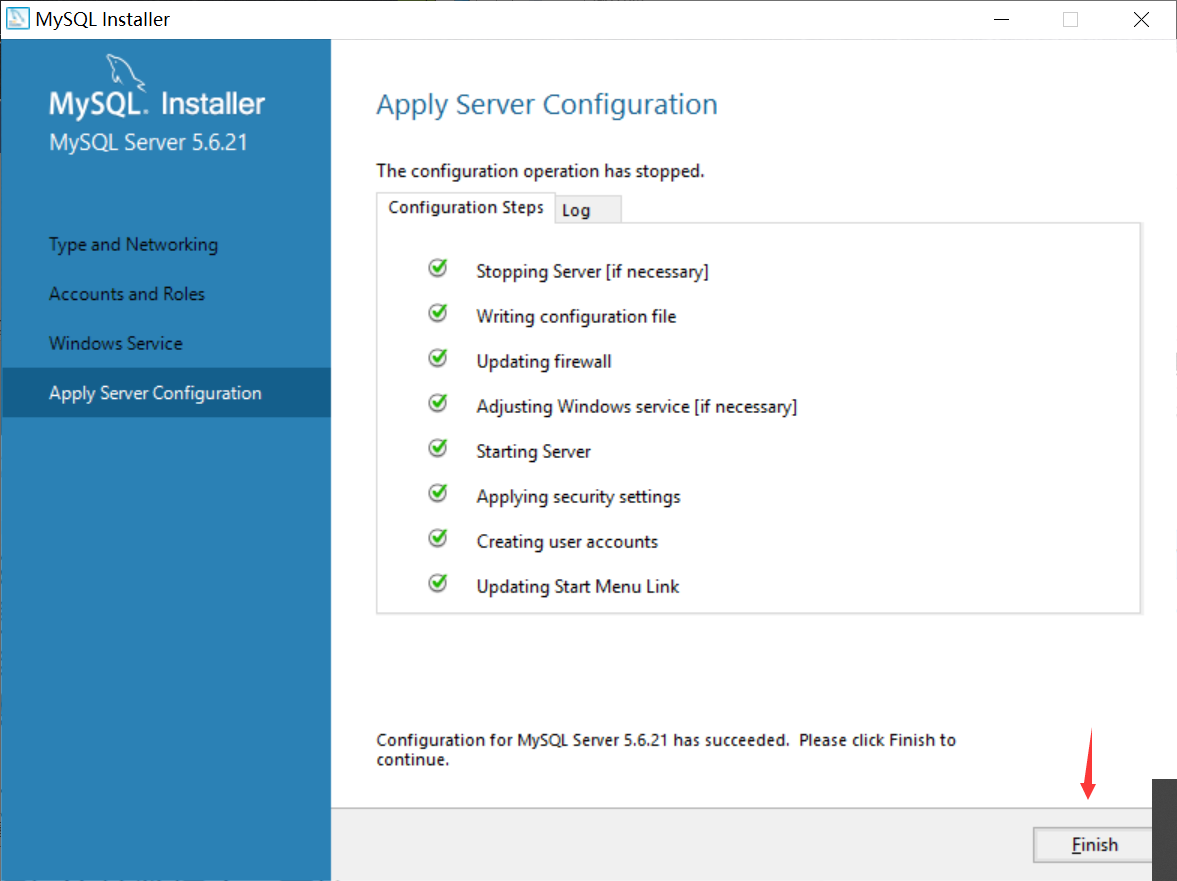 MySQL Installer
MySQL. Installer
MySQL Server 5.6.21
Type and Networking
Accounts and Roles
Windows Service
Apply Server Configuration
Apply Server Configuration
The configuration operation has stopped.
Configuration Steps
Log
Stopping Server [if necessary]
Writing configuration file
Updating firewall
Adjusting Windows service [if necessary]
Starting Server
Applying security settings
Creating user accounts
Updating Start Menu Link
Configuration for MySQL Server 5.6.21 has succeeded.  Please click Finish to
continue.
Finish